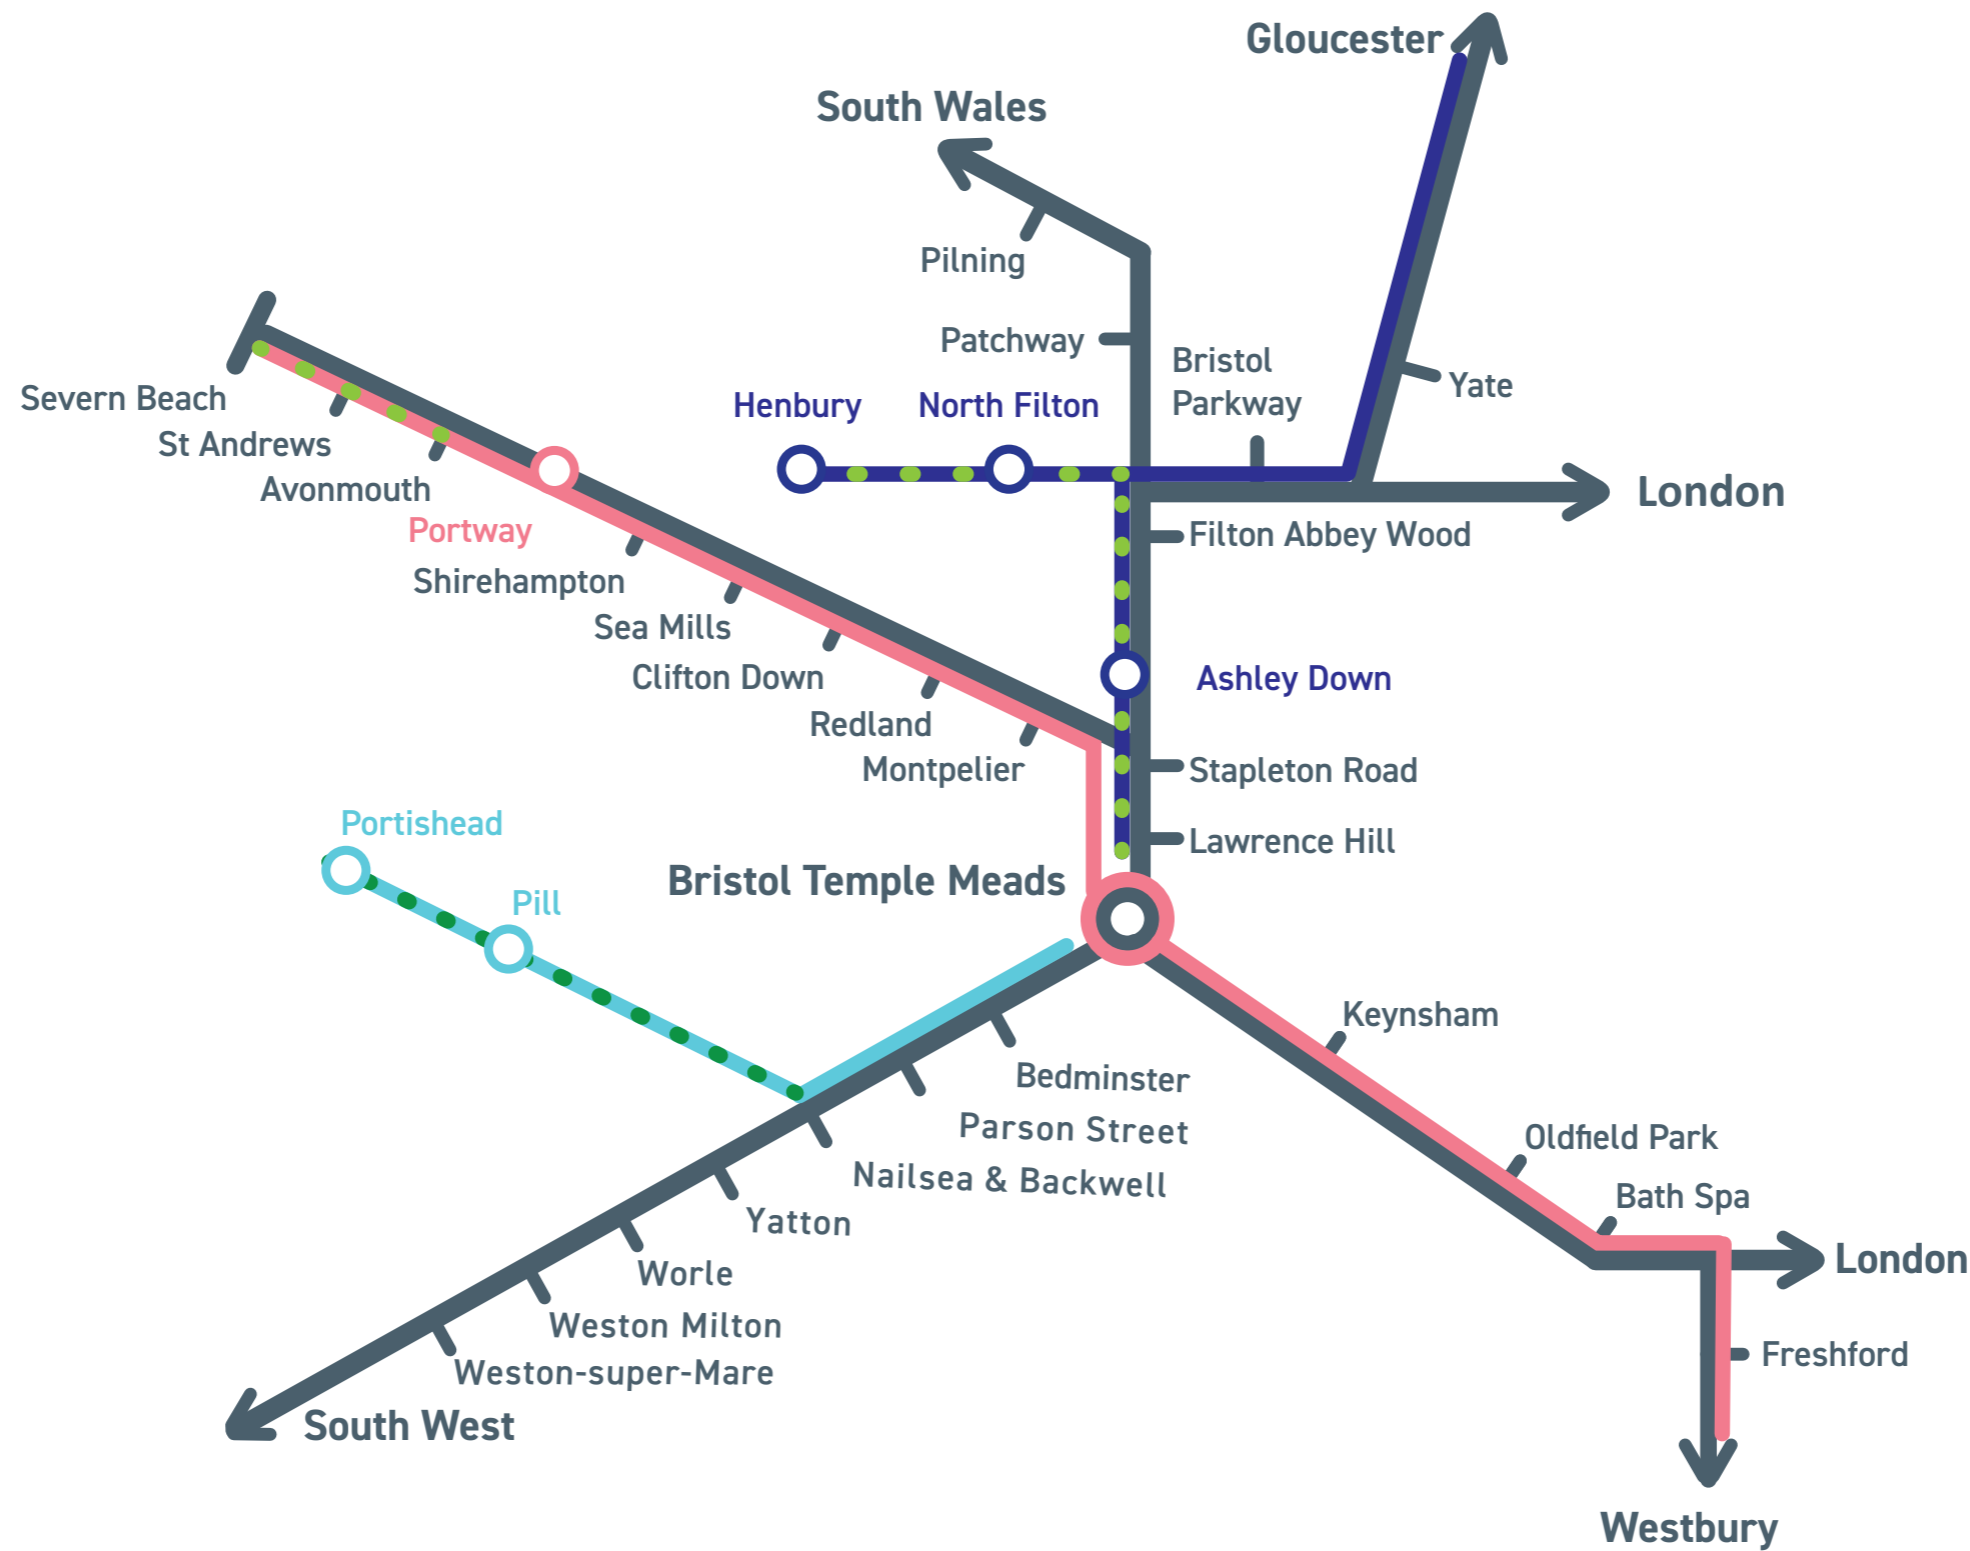 Gloucester
South Wales
Pilning
Patchway
Bristol
Parkway
Yate
Severn Beach
Henbury
North Filton
St Andrews
Avonmouth
London
Portway
Filton Abbey Wood
Shirehampton
Sea Mills
Clifton Down
Ashley Down
Redland
Montpelier
Stapleton Road
Portishead
Lawrence Hill
Bristol Temple Meads
Pill
Keynsham
Bedminster
Parson Street
Oldfield Park
Nailsea & Backwell
Bath Spa
Yatton
London
Worle
Weston Milton
Freshford
Weston-super-Mare
South West
Westbury